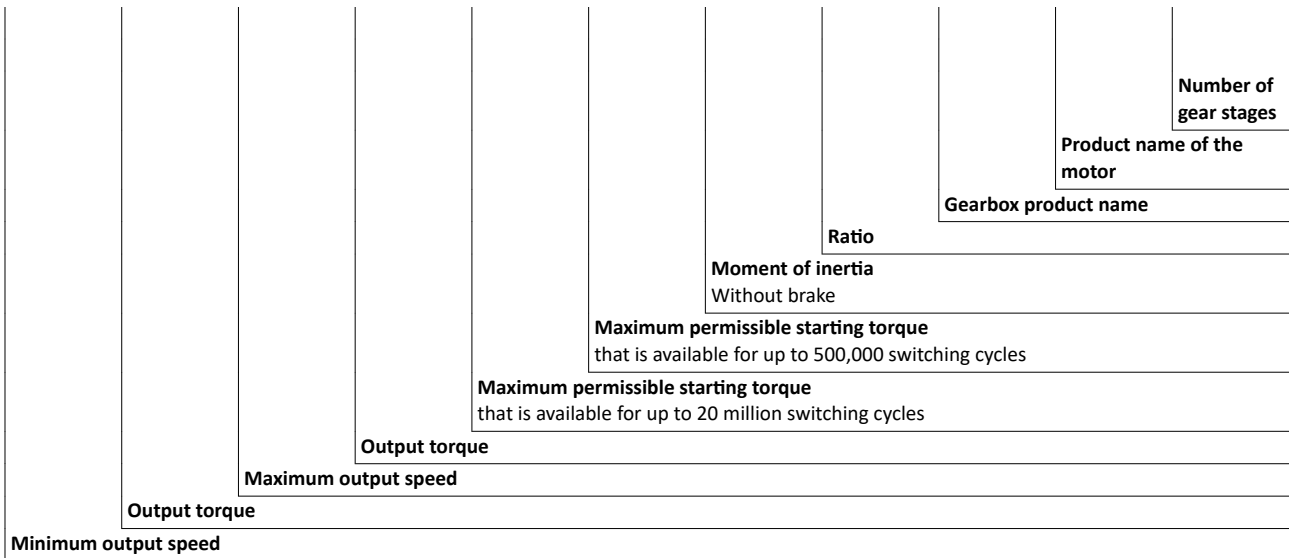 Number of
gear stages
Product name of the
motor
Gearbox product name
Ratio
Moment of inertia
Without brake
Maximum permissible starting torque
that is available for up to 500,000 switching cycles
Maximum permissible starting torque
that is available for up to 20 million switching cycles
Output torque
Maximum output speed
Output torque
Minimum output speed